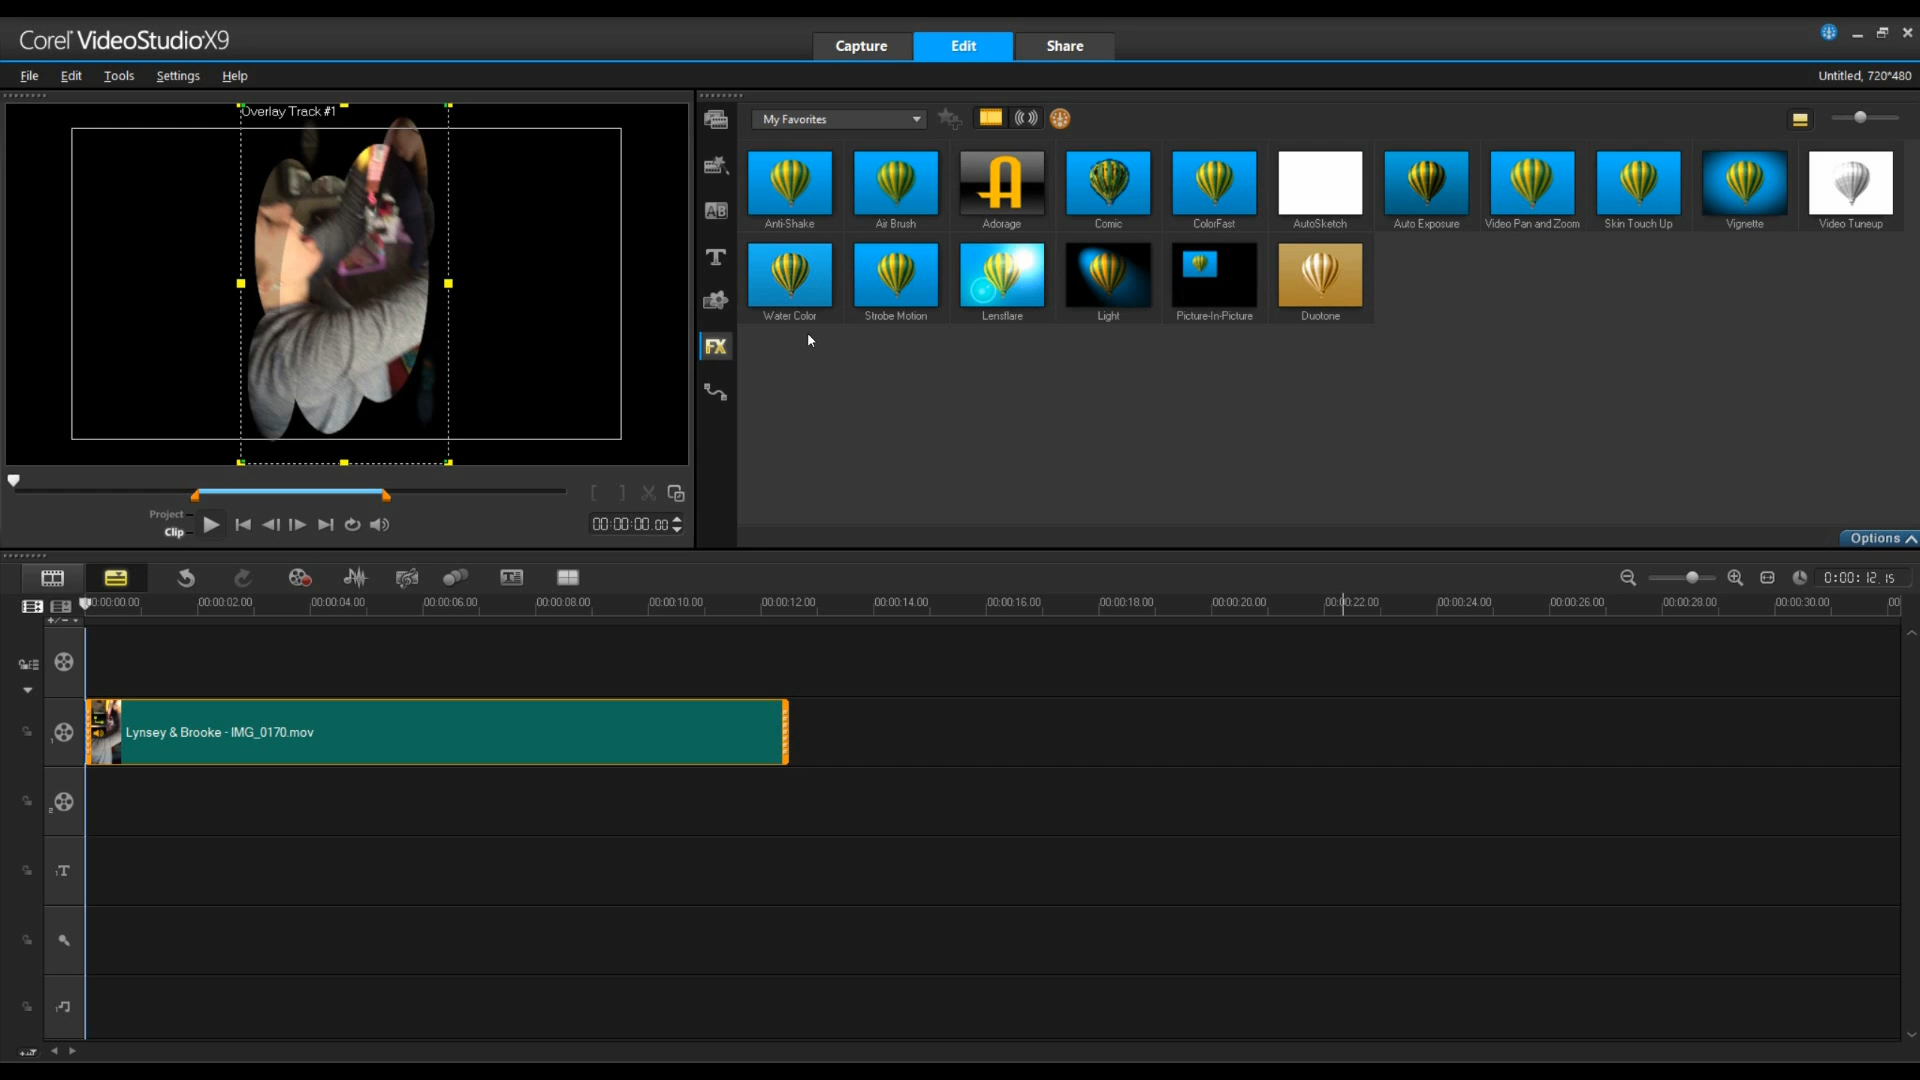 Corel VideoStudio X9
Capture
Edit
Share
File
Edit
Tools
Settings
Help
Untitled, 720*480
Overlay Track #1
My Favorites
Anti-Shake
Air Brush
Adorage
Comic
ColorFast
AutoSketch
Auto Exposure
Video Pan and Zoom
Skin Touch Up
Vignette
Video Tuneup
Water Color
Strobe Motion
Lensflare
Light
Picture-In-Picture
Duotone
FX
Project
Clip
00:00:00.00
Options
0:00:12.15
00:00:00.00
00:00:02.00
00:00:04.00
00:00:06.00
00:00:08.00
00:00:10.00
00:00:12.00
00:00:14.00
00:00:16.00
00:00:18.00
00:00:20.00
00:00:22.00
00:00:24.00
00:00:26.00
00:00:28.00
00:00:30.00
00
Lynsey & Brooke - IMG_0170.mov